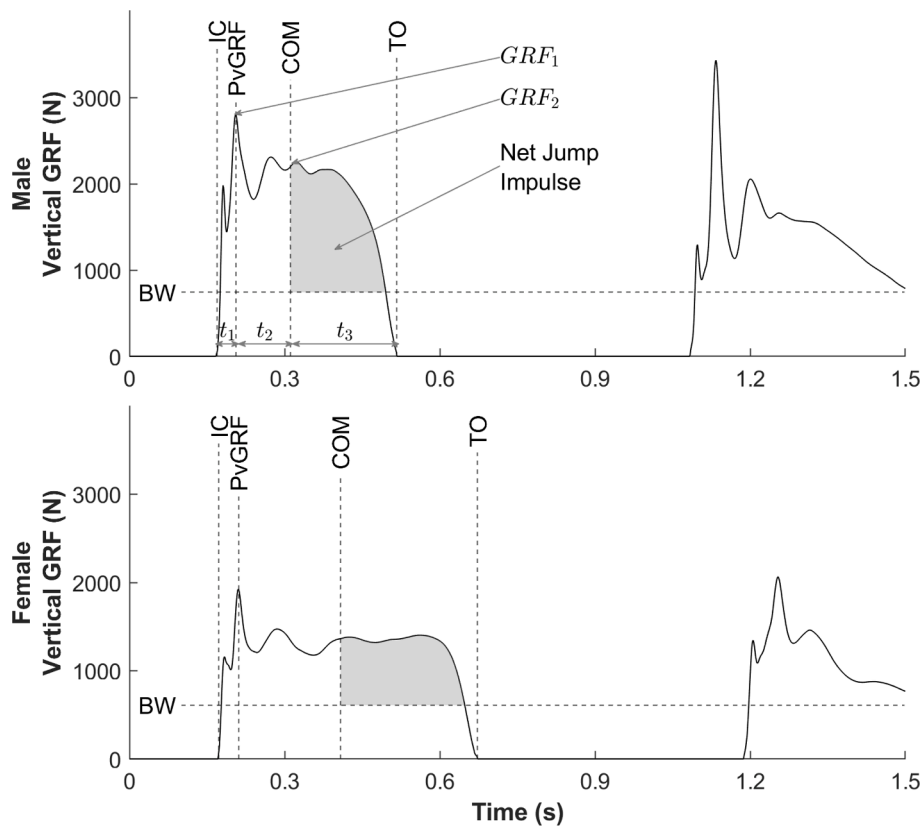 IC
PvGRF
COM
TO
GRF₁
GRF₂
Net Jump
Impulse
Male
Vertical GRF (N)
3000
2000
1000
0
BW
t₁
t₂
t₃
0 0.3 0.6 0.9 1.2 1.5
IC
PvGRF
COM
TO
Female
Vertical GRF (N)
3000
2000
1000
0
BW
0 0.3 0.6 0.9 1.2 1.5
Time (s)